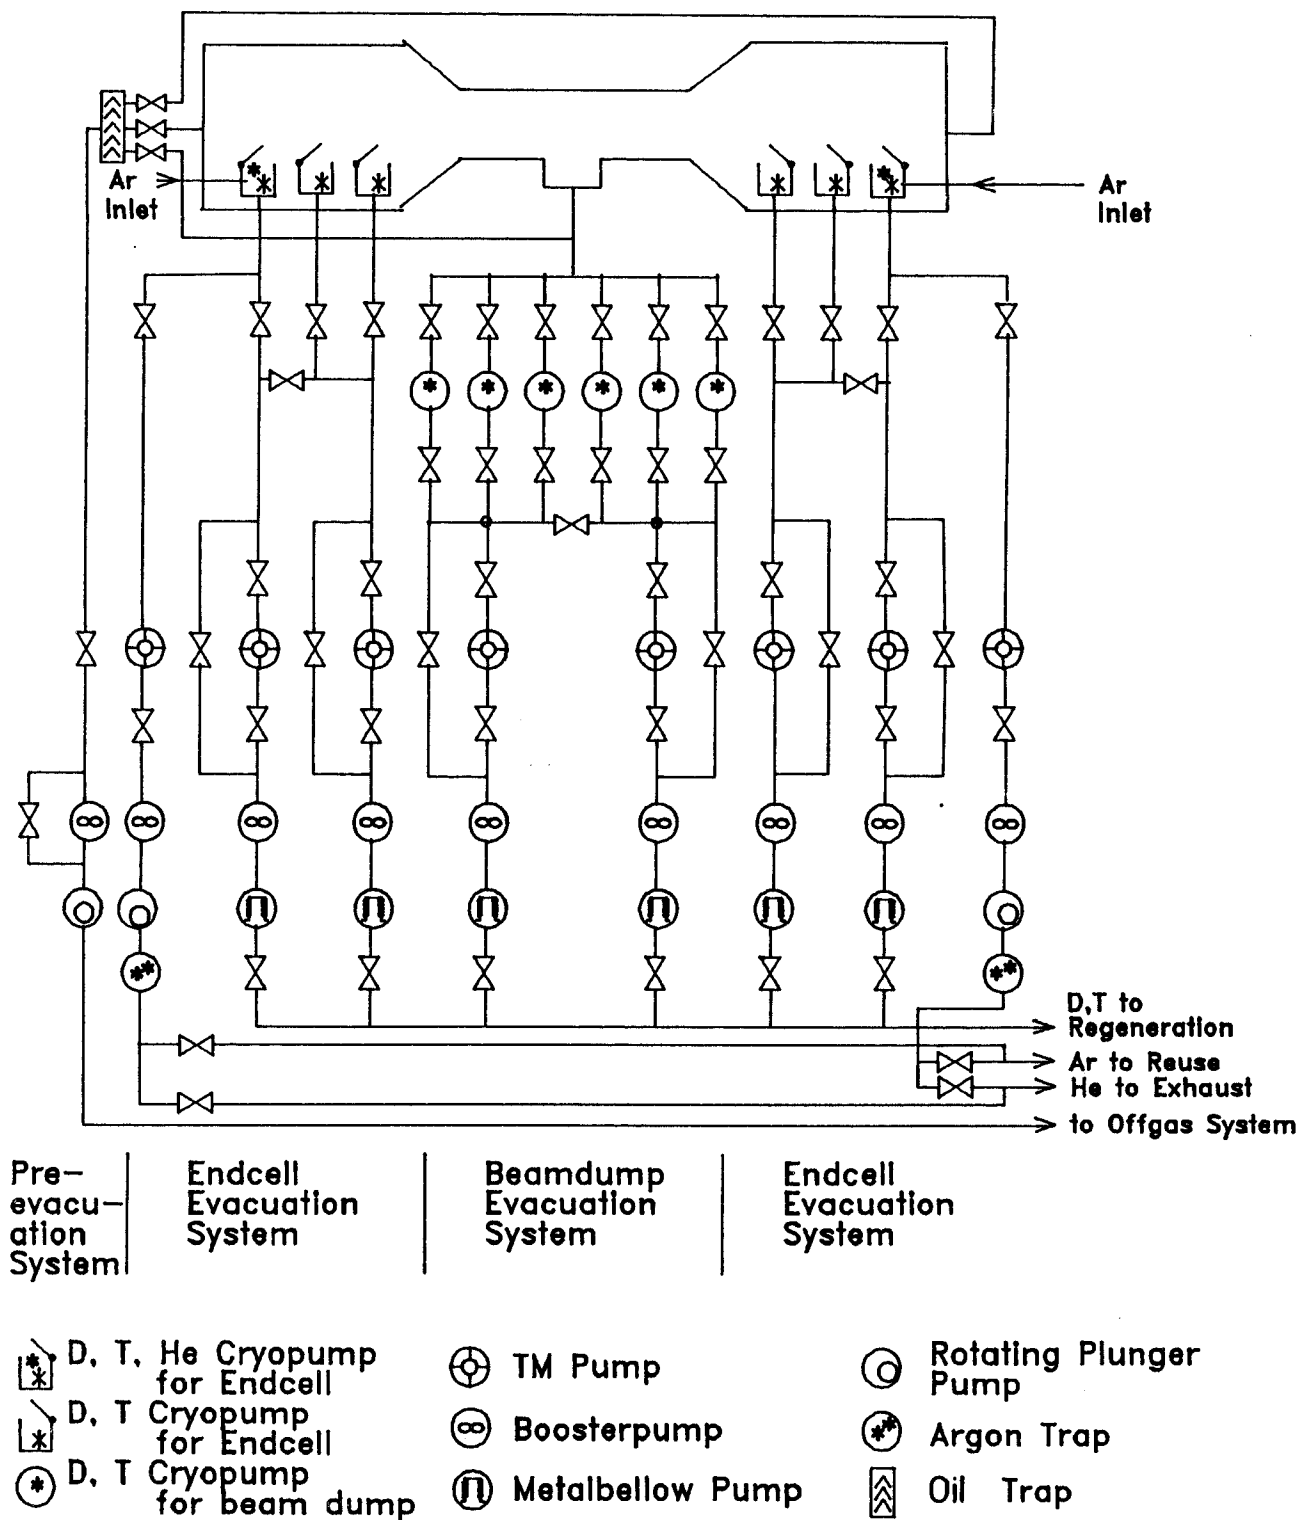 Ar
Inlet
Ar
Inlet
D,T to
Regeneration
Ar to Reuse
He to Exhaust
to Offgas System
Pre-
evacu-
ation
System
Endcell
Evacuation
System
Beamdump
Evacuation
System
Endcell
Evacuation
System
D, T, He Cryopump
for Endcell
D, T Cryopump
for Endcell
D, T Cryopump
for beam dump
TM Pump
Boosterpump
Metalbellow Pump
Rotating Plunger
Pump
Argon Trap
Oil Trap